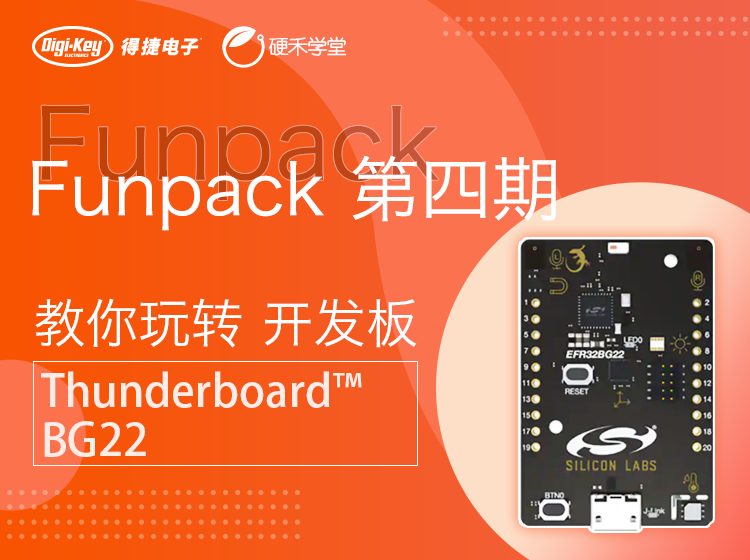 Digi-Key
ELECTRONICS
得捷电子
硬禾学堂
Funpack
Funpack 第四期
教你玩转 开发板
Thunderboard™
BG22
1 2
3 4
5 6
7 8
9 10
11 12
13 14
15 16
17 18
19 20
LED0
EFR32BG22
RESET
SILICON LABS
BTN0
J-Link